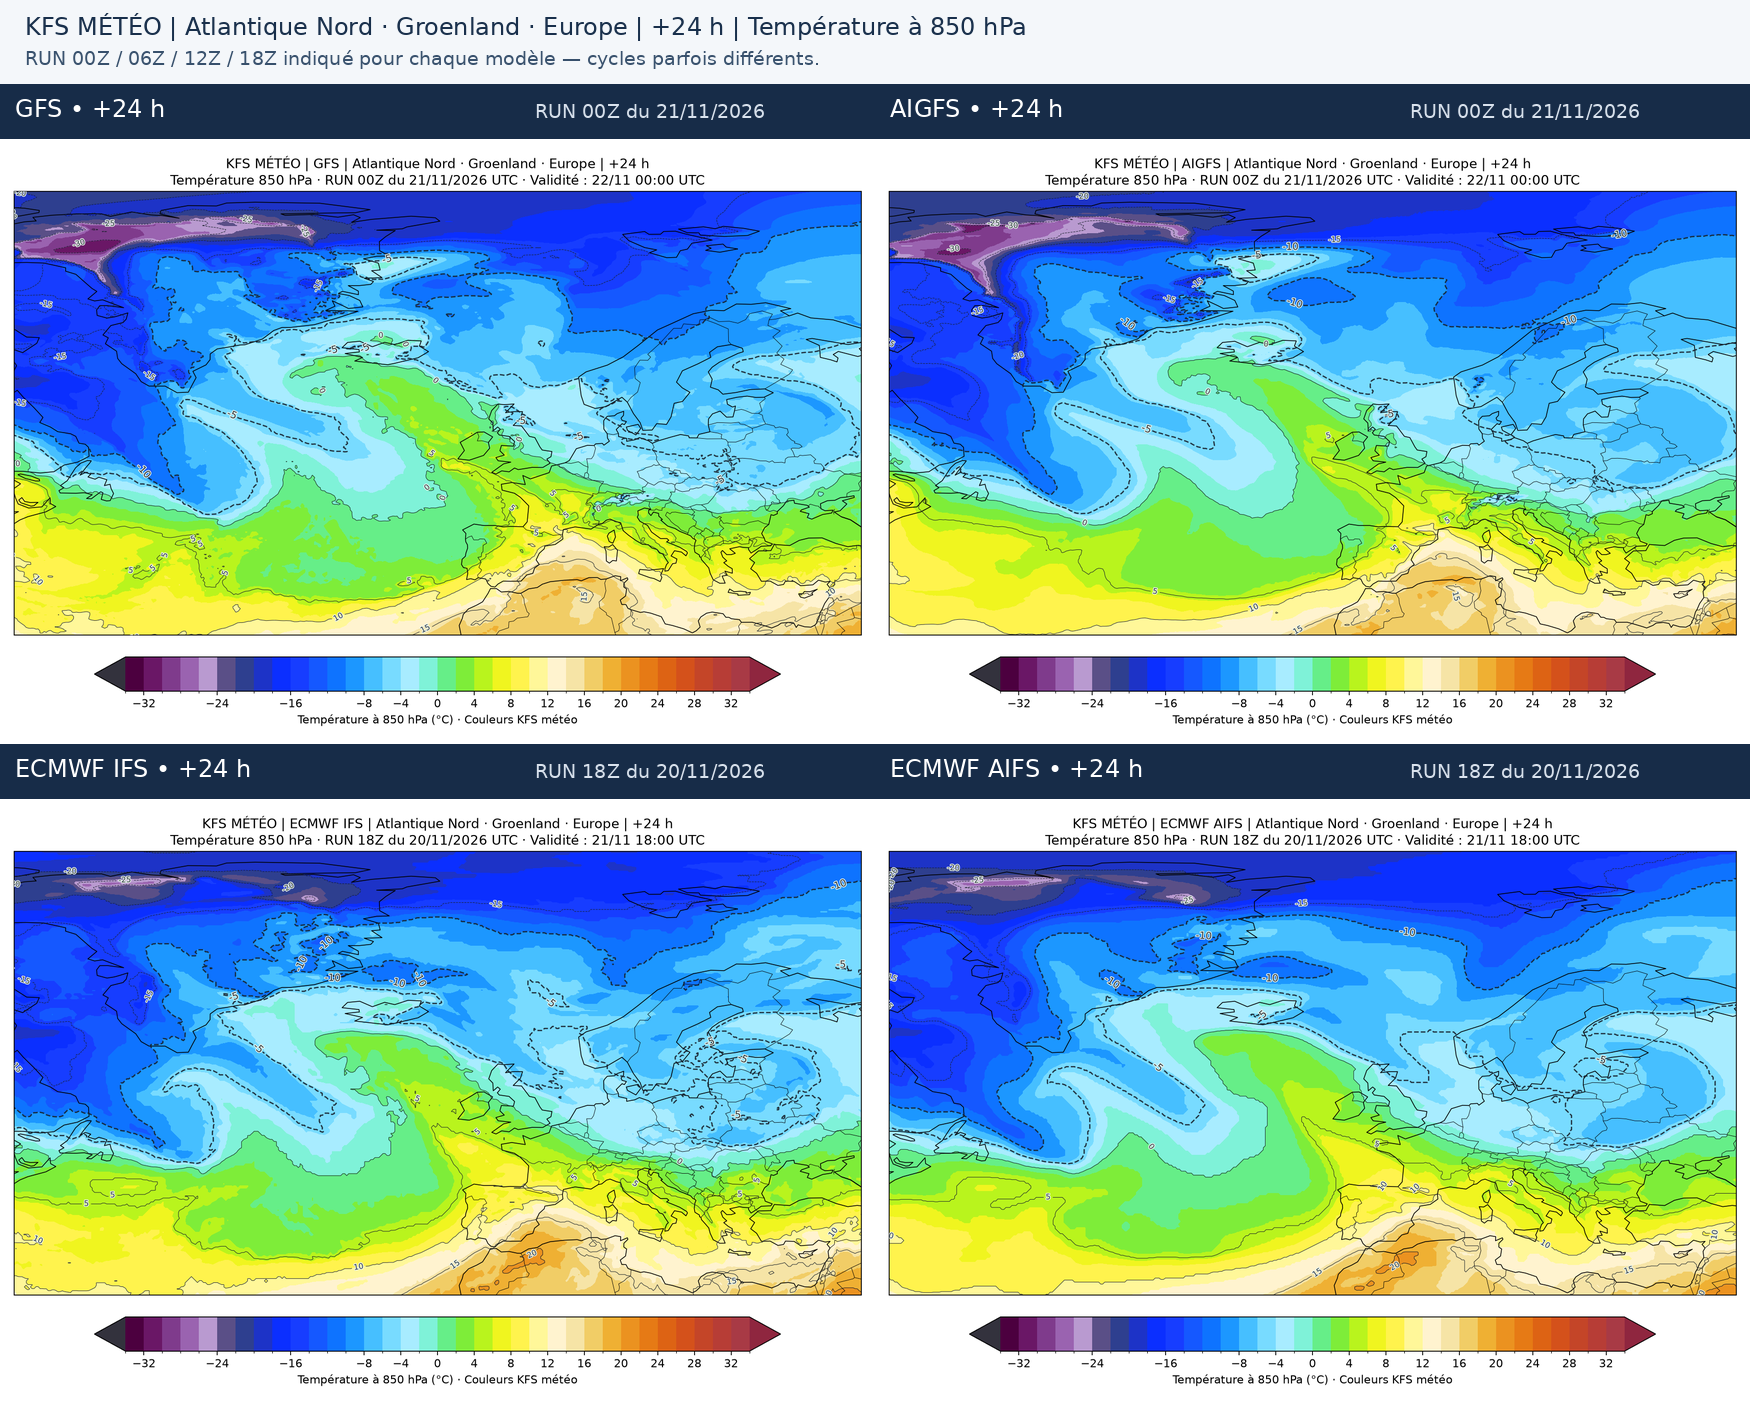 KFS MÉTÉO | Atlantique Nord · Groenland · Europe | +24 h | Température à 850 hPa
RUN 00Z / 06Z / 12Z / 18Z indiqué pour chaque modèle — cycles parfois différents.
GFS • +24 h
RUN 00Z du 21/11/2026
AIGFS • +24 h
RUN 00Z du 21/11/2026
KFS MÉTÉO | GFS | Atlantique Nord · Groenland · Europe | +24 h
Température 850 hPa · RUN 00Z du 21/11/2026 UTC · Validité : 22/11 00:00 UTC
KFS MÉTÉO | AIGFS | Atlantique Nord · Groenland · Europe | +24 h
Température 850 hPa · RUN 00Z du 21/11/2026 UTC · Validité : 22/11 00:00 UTC
−32 −24 −16 −8 −4 0 4 8 12 16 20 24 28 32
Température à 850 hPa (°C) · Couleurs KFS météo
−32 −24 −16 −8 −4 0 4 8 12 16 20 24 28 32
Température à 850 hPa (°C) · Couleurs KFS météo
ECMWF IFS • +24 h
RUN 18Z du 20/11/2026
ECMWF AIFS • +24 h
RUN 18Z du 20/11/2026
KFS MÉTÉO | ECMWF IFS | Atlantique Nord · Groenland · Europe | +24 h
Température 850 hPa · RUN 18Z du 20/11/2026 UTC · Validité : 21/11 18:00 UTC
KFS MÉTÉO | ECMWF AIFS | Atlantique Nord · Groenland · Europe | +24 h
Température 850 hPa · RUN 18Z du 20/11/2026 UTC · Validité : 21/11 18:00 UTC
−32 −24 −16 −8 −4 0 4 8 12 16 20 24 28 32
Température à 850 hPa (°C) · Couleurs KFS météo
−32 −24 −16 −8 −4 0 4 8 12 16 20 24 28 32
Température à 850 hPa (°C) · Couleurs KFS météo